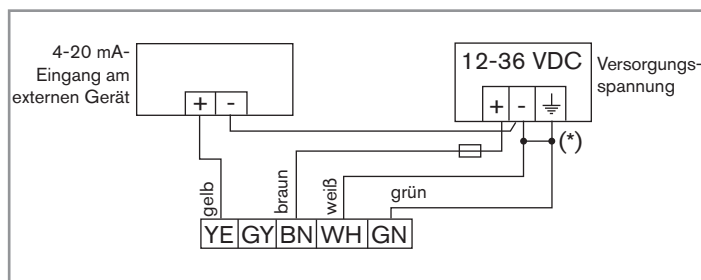 4-20 mA-
Eingang am
externen Gerät
+ -
12-36 VDC
+ -
Versorgungs-
spannung
(*)
gelb
braun
weiß
grün
YE GY BN WH GN